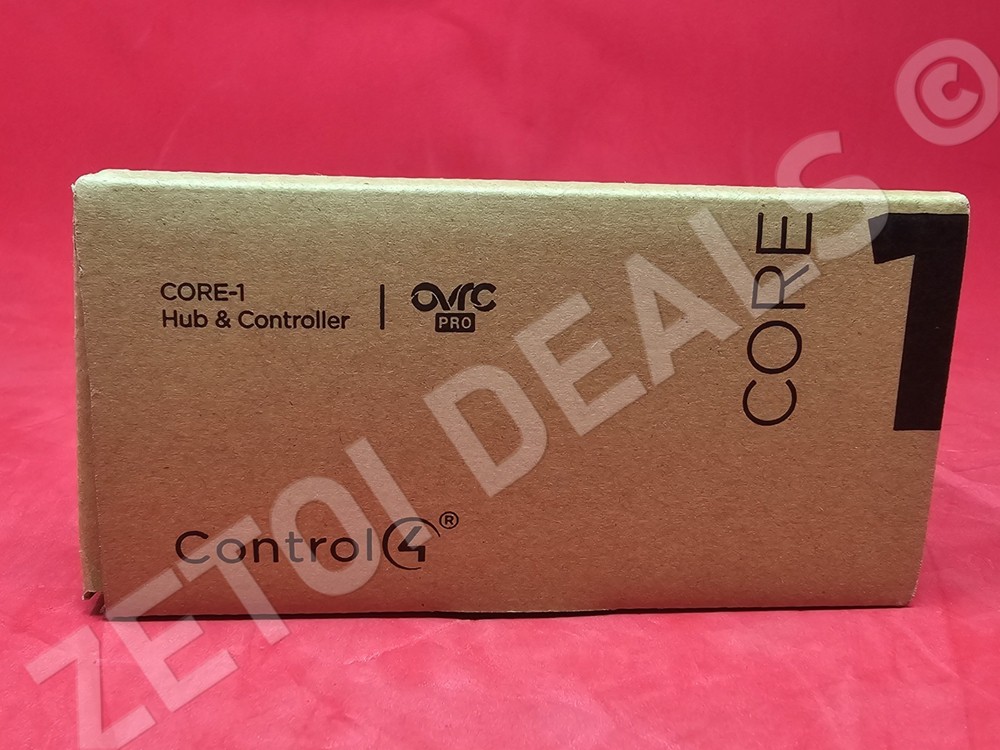 CORE-1
Hub & Controller
OVRC
PRO
CORE
1
Control4®
ZETOI DEALS ©